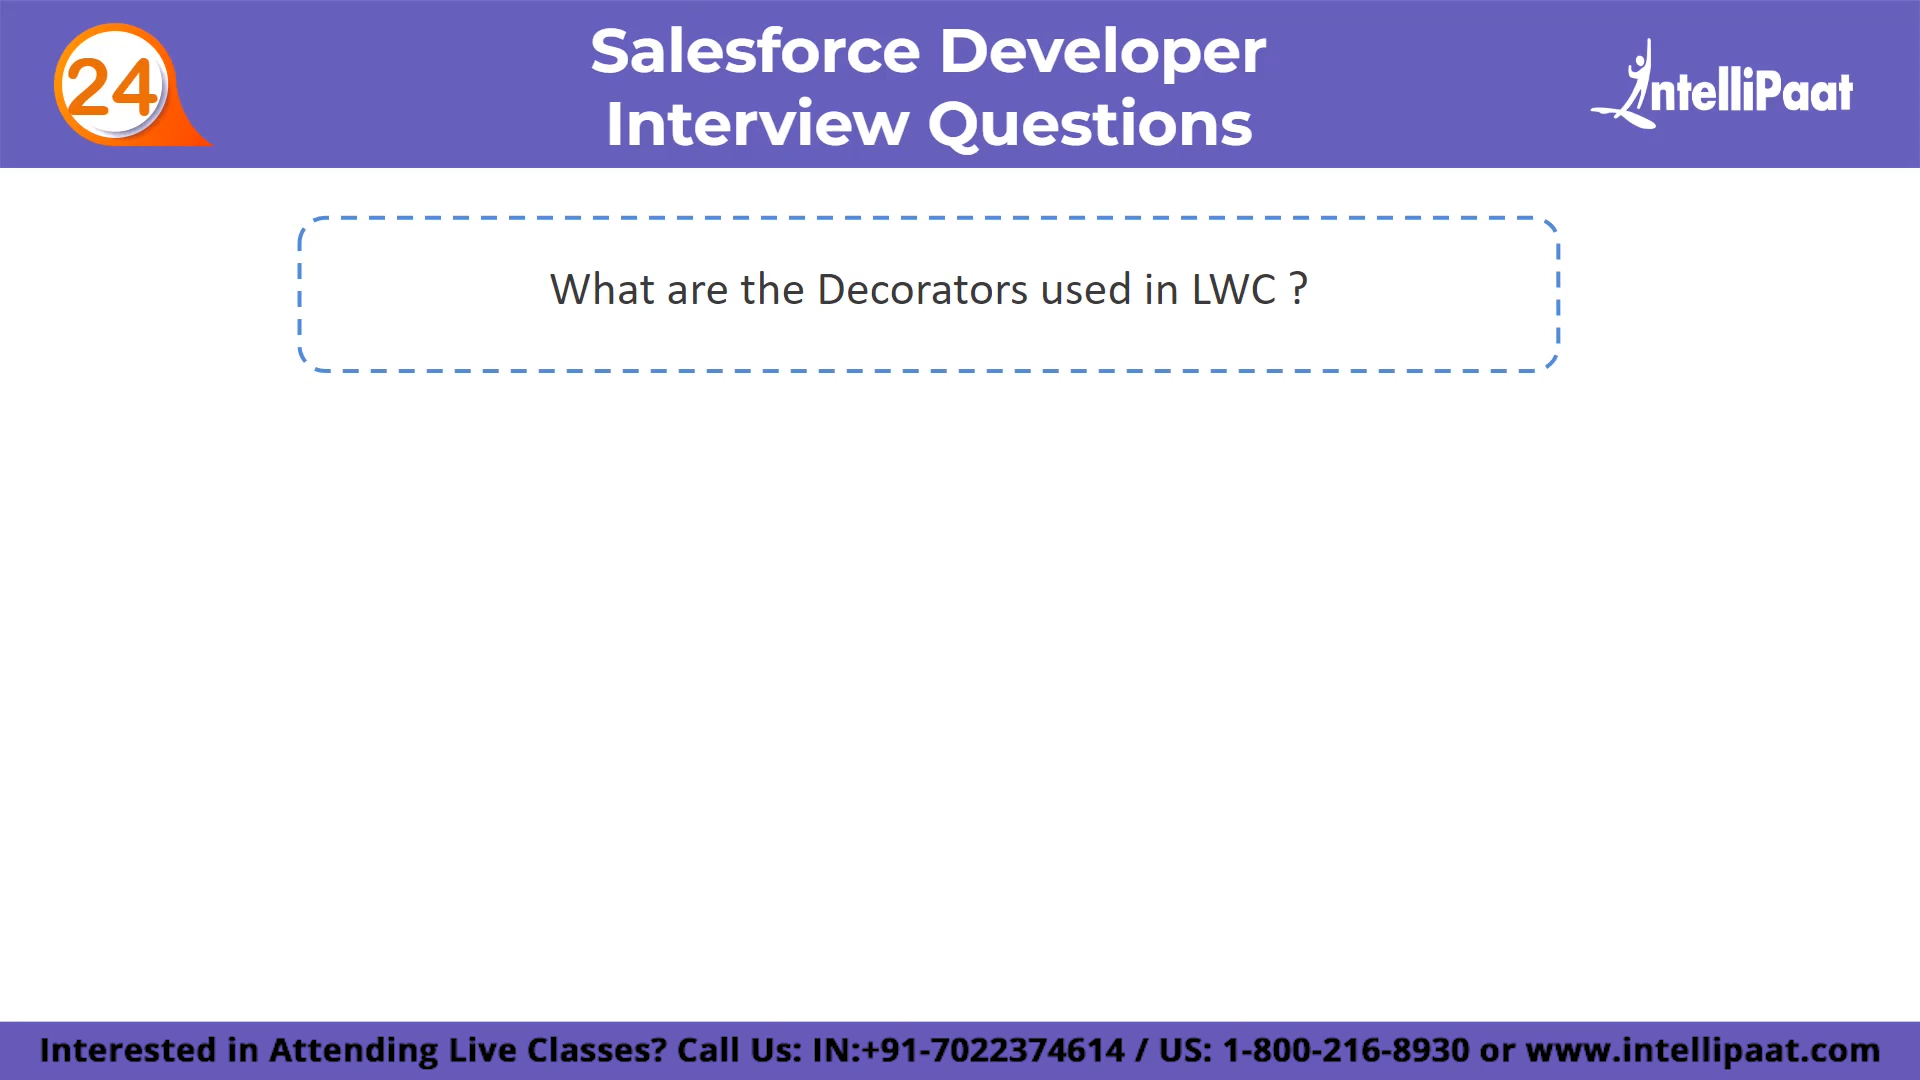 24
Salesforce Developer
Interview Questions
IntelliPaat
What are the Decorators used in LWC ?
Interested in Attending Live Classes? Call Us: IN:+91-7022374614 / US: 1-800-216-8930 or www.intellipaat.com